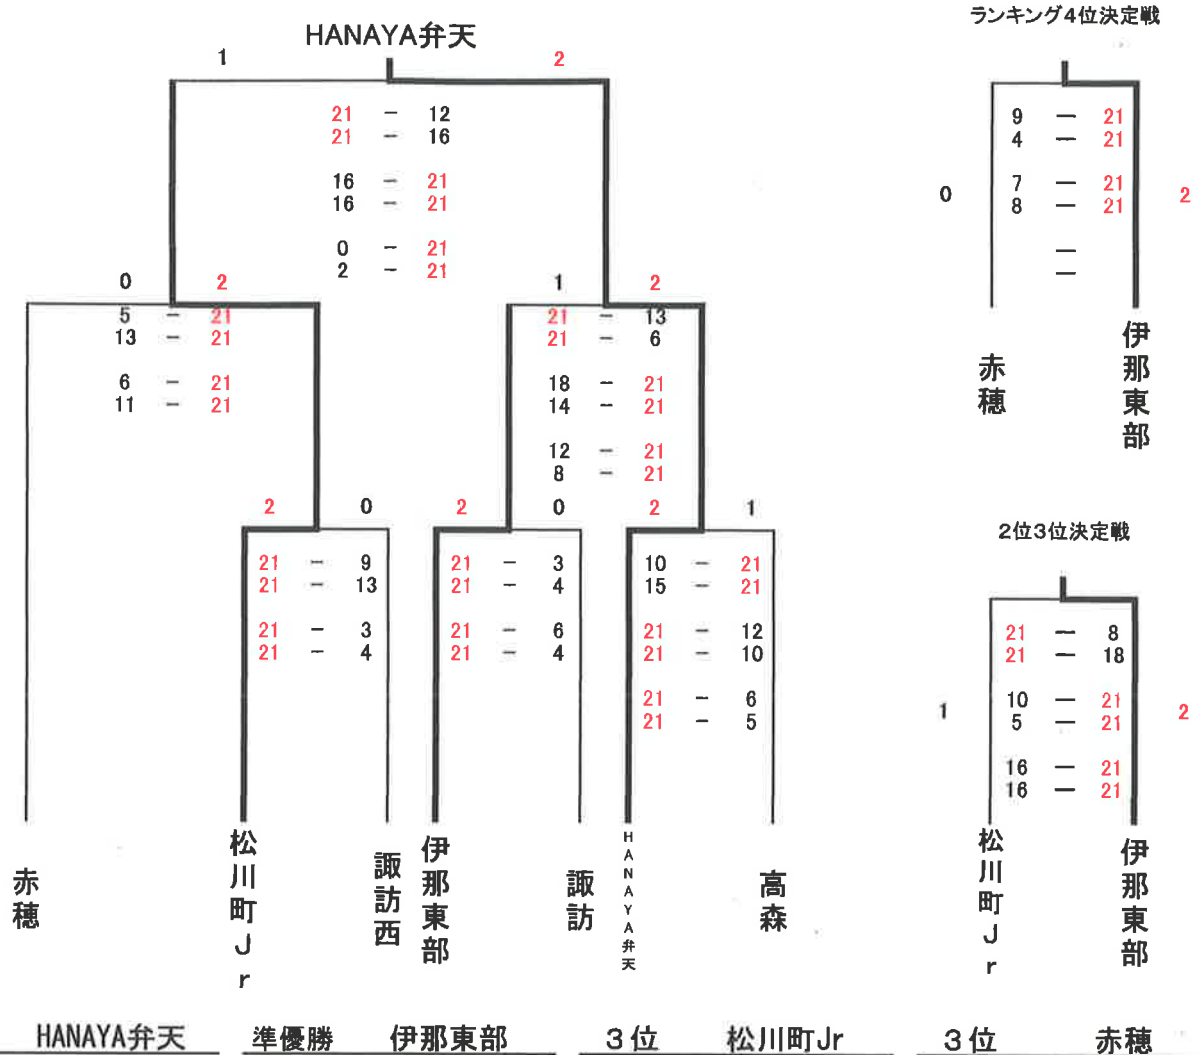 ランキング4位決定戦
HANAYA弁天
1 2
21 − 12
21 − 16
16 − 21
16 − 21
0 − 21
2 − 21
9 − 21
4 − 21
0 7 − 21 2
8 − 21
−
−
赤穂
伊那東部
0 2
5 − 21
13 − 21
6 − 21
11 − 21
1 2
21 − 13
21 − 6
18 − 21
14 − 21
12 − 21
8 − 21
2 0
21 − 9
21 − 13
21 − 3
21 − 4
2 0
21 − 3
21 − 4
21 − 6
21 − 4
2 1
10 − 21
15 − 21
21 − 12
21 − 10
21 − 6
21 − 5
2位3位決定戦
21 − 8
21 − 18
10 − 21
1 5 − 21 2
16 − 21
16 − 21
赤穂
松川町Jr
諏訪西
伊那東部
諏訪
HANAYA弁天
高森
松川町Jr
伊那東部
HANAYA弁天 準優勝 伊那東部 3位 松川町Jr 3位 赤穂